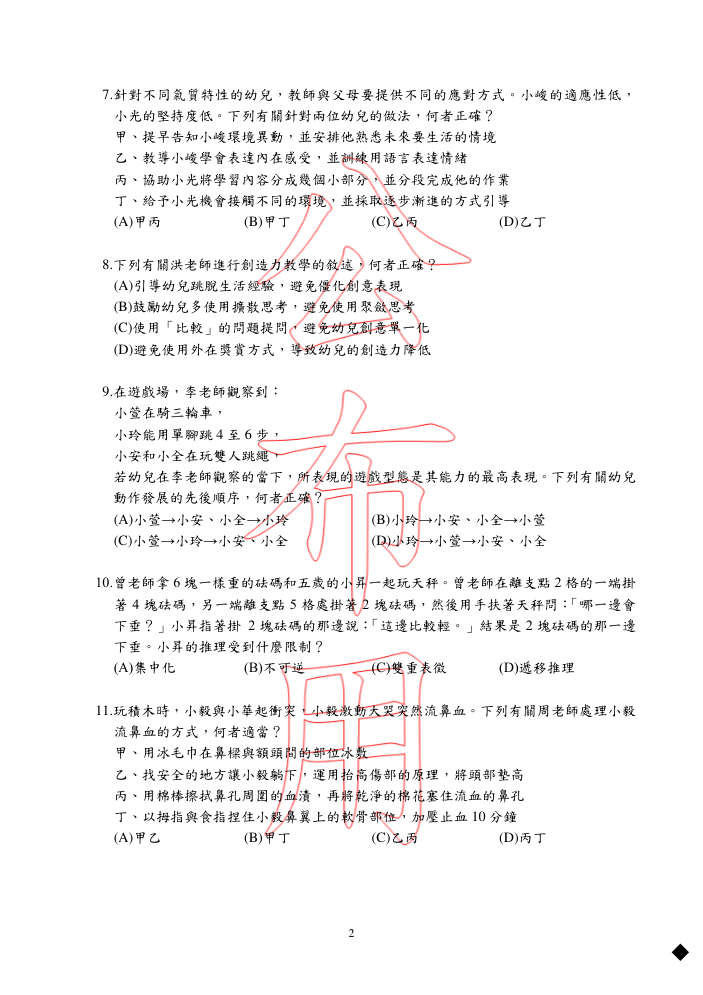 7.針對不同氣質特性的幼兒，教師與父母要提供不同的應對方式。小峻的適應性低，
小光的堅持度低。下列有關針對兩位幼兒的做法，何者正確？
甲、提早告知小峻環境異動，並安排他熟悉未來要生活的情境
乙、教導小峻學會表達內在感受，並訓練用語言表達情緒
丙、協助小光將學習內容分成幾個小部分，並分段完成他的作業
丁、給予小光機會接觸不同的環境，並採取逐步漸進的方式引導
(A)甲丙 (B)甲丁 (C)乙丙 (D)乙丁
8.下列有關洪老師進行創造力教學的敘述，何者正確？
(A)引導幼兒跳脫生活經驗，避免僵化創意表現
(B)鼓勵幼兒多使用擴散思考，避免使用聚斂思考
(C)使用「比較」的問題提問，避免幼兒創意單一化
(D)避免使用外在獎賞方式，導致幼兒的創造力降低
9.在遊戲場，李老師觀察到：
小萱在騎三輪車，
小玲能用單腳跳 4 至 6 步，
小安和小全在玩雙人跳繩，
若幼兒在李老師觀察的當下，所表現的遊戲型態是其能力的最高表現。下列有關幼兒
動作發展的先後順序，何者正確？
(A)小萱→小安、小全→小玲 (B)小玲→小安、小全→小萱
(C)小萱→小玲→小安、小全 (D)小玲→小萱→小安、小全
10.曾老師拿 6 塊一樣重的砝碼和五歲的小昇一起玩天秤。曾老師在離支點 2 格的一端掛
著 4 塊砝碼，另一端離支點 5 格處掛著 2 塊砝碼，然後用手扶著天秤問：「哪一邊會
下垂？」小昇指著掛 2 塊砝碼的那邊說：「這邊比較輕。」結果是 2 塊砝碼的那一邊
下垂。小昇的推理受到什麼限制？
(A)集中化 (B)不可逆 (C)雙重表徵 (D)遞移推理
11.玩積木時，小毅與小華起衝突，小毅激動大哭突然流鼻血。下列有關周老師處理小毅
流鼻血的方式，何者適當？
甲、用冰毛巾在鼻樑與額頭間的部位冰敷
乙、找安全的地方讓小毅躺下，運用抬高傷部的原理，將頭部墊高
丙、用棉棒擦拭鼻孔周圍的血漬，再將乾淨的棉花塞住流血的鼻孔
丁、以拇指與食指捏住小毅鼻翼上的軟骨部位，加壓止血 10 分鐘
(A)甲乙 (B)甲丁 (C)乙丙 (D)丙丁
公布用
2